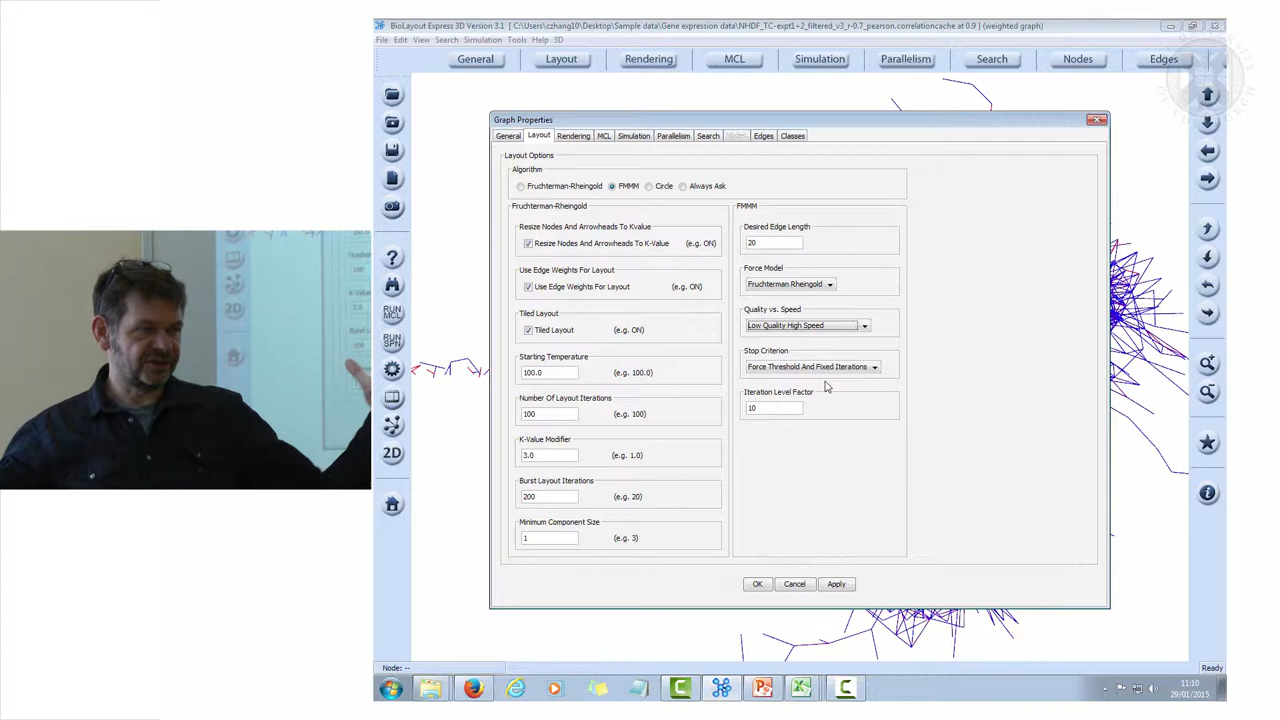 BioLayout Express 3D Version 3.1 [ C:\Users\czhang10\Desktop\Sample data\Gene expression data\NHDF_TC-expt1+2_filtered_v3_r-0.7_pearson.correlationcache at 0.9 ] (weighted graph)
File Edit View Search Simulation Tools Help 3D
General Layout Rendering MCL Simulation Parallelism Search Nodes Edges
Graph Properties
General Layout Rendering MCL Simulation Parallelism Search Nodes Edges Classes
Layout Options
Algorithm
Fruchterman-Rheingold FMMM Circle Always Ask
Fruchterman-Rheingold
Resize Nodes And Arrowheads To Kvalue
Resize Nodes And Arrowheads To K-Value (e.g. ON)
Use Edge Weights For Layout
Use Edge Weights For Layout (e.g. ON)
Tiled Layout
Tiled Layout (e.g. ON)
Starting Temperature
100.0 (e.g. 100.0)
Number Of Layout Iterations
100 (e.g. 100)
K-Value Modifier
3.0 (e.g. 1.0)
Burst Layout Iterations
200 (e.g. 20)
Minimum Component Size
1 (e.g. 3)
FMMM
Desired Edge Length
20
Force Model
Fruchterman Rheingold
Quality vs. Speed
Low Quality High Speed
Stop Criterion
Force Threshold And Fixed Iterations
Iteration Level Factor
10
OK Cancel Apply
RUN
MCL
RUN
SPN
2D
Node: --
Ready
11:10
29/01/2015